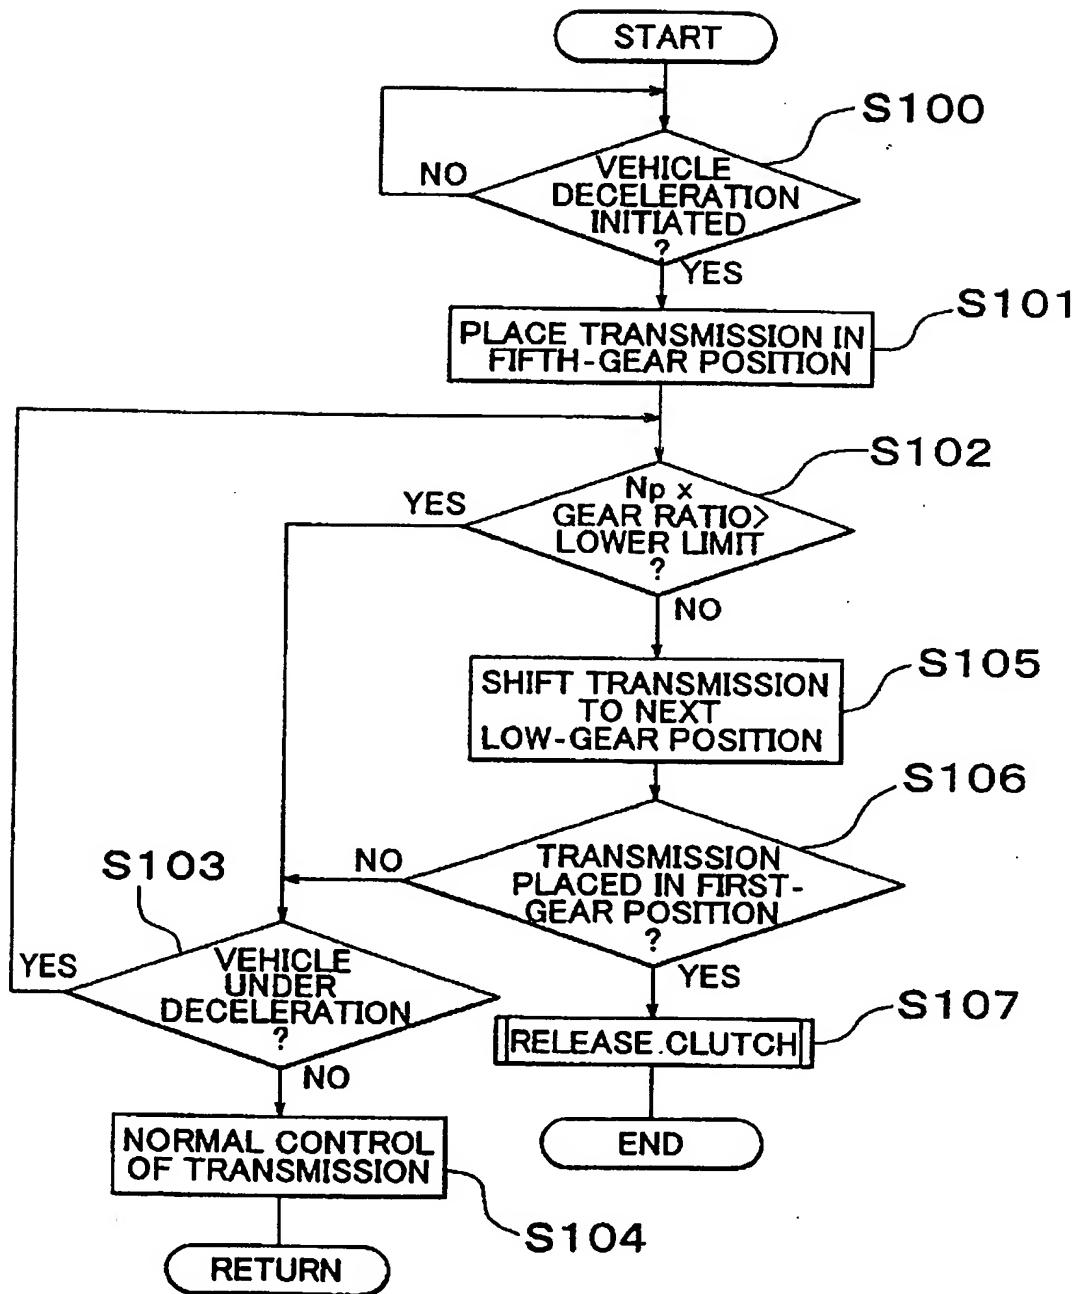 START
S100
NO
VEHICLE
DECELERATION
INITIATED
?
YES
S101
PLACE TRANSMISSION IN
FIFTH-GEAR POSITION
S102
YES
Np x
GEAR RATIO>
LOWER LIMIT
?
NO
S105
SHIFT TRANSMISSION
TO NEXT
LOW-GEAR POSITION
S106
NO
TRANSMISSION
PLACED IN FIRST-
GEAR POSITION
?
YES
S103
YES
VEHICLE
UNDER
DECELERATION
?
NO
S107
RELEASE.CLUTCH
END
NORMAL CONTROL
OF TRANSMISSION
S104
RETURN